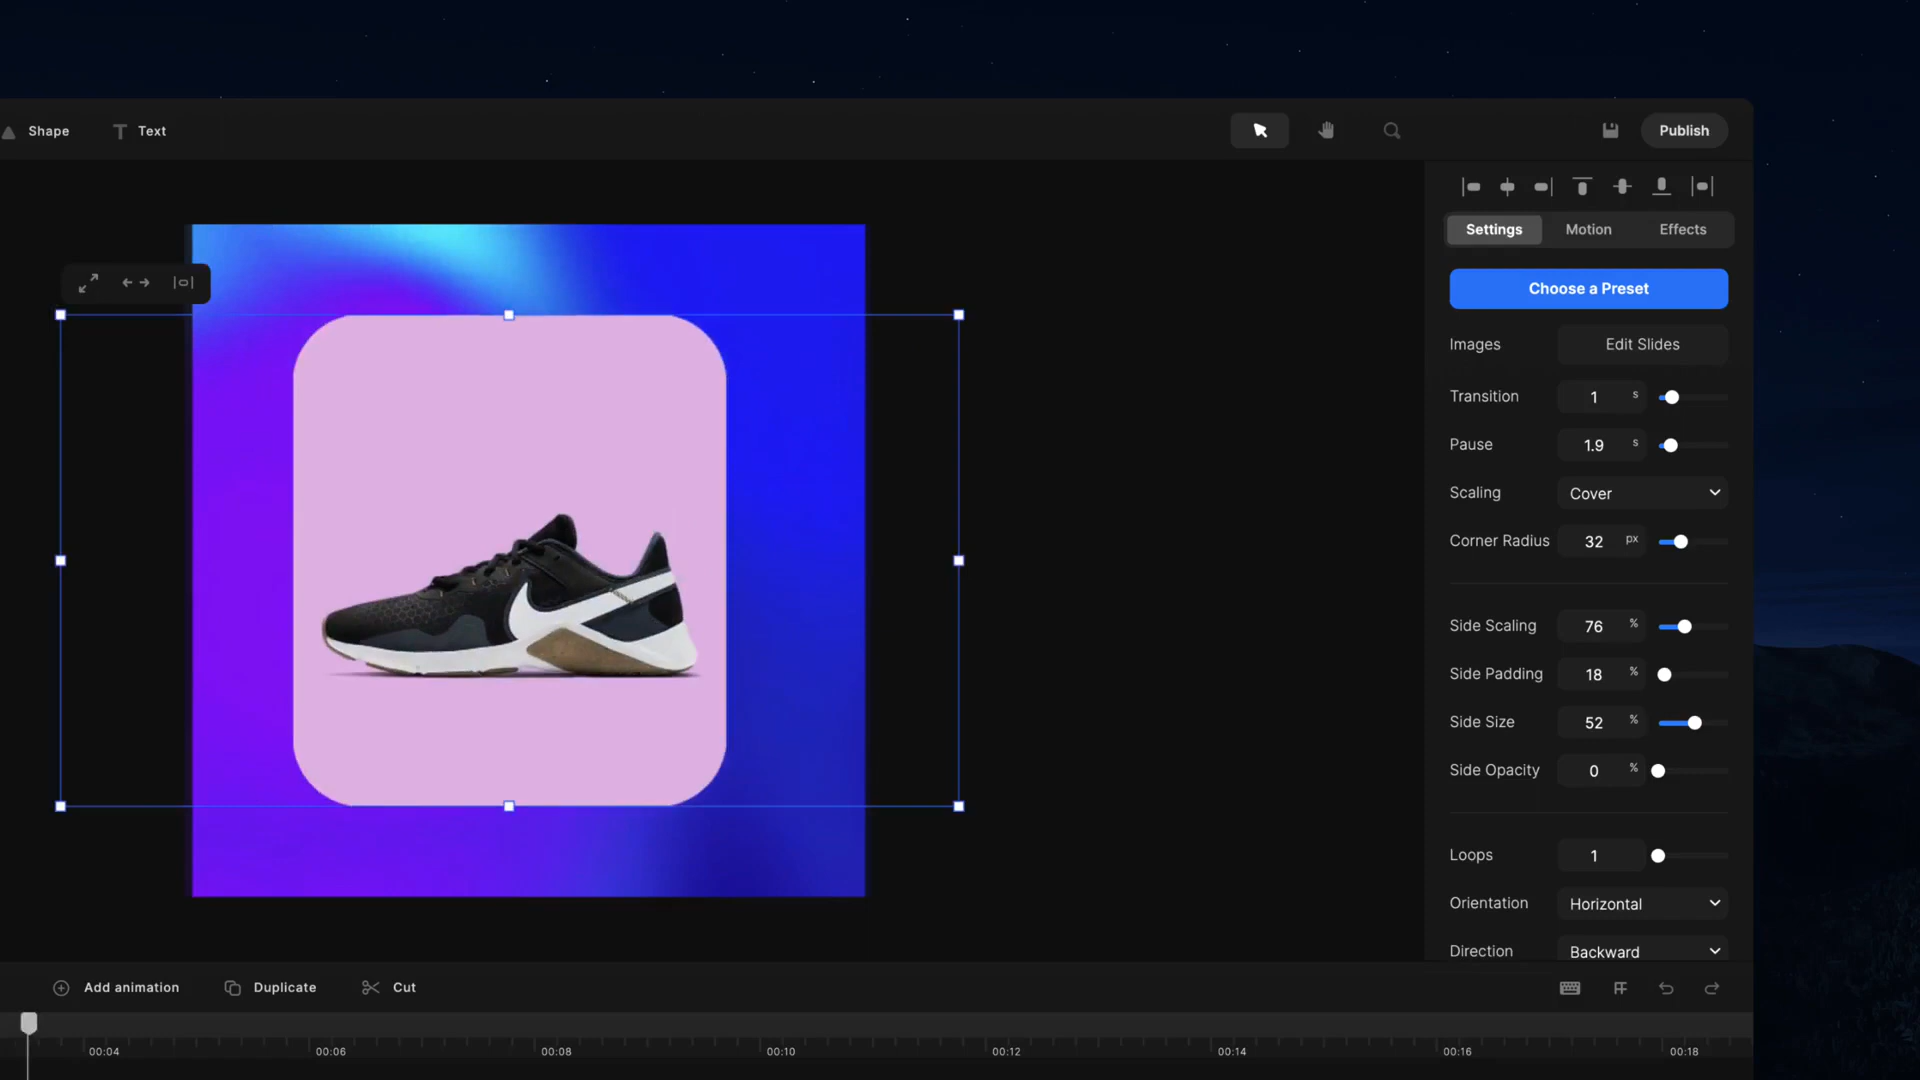 Shape
Text
Publish
Settings
Motion
Effects
Choose a Preset
Images
Edit Slides
Transition
1
s
Pause
1.9
s
Scaling
Cover
Corner Radius
32
px
Side Scaling
76
%
Side Padding
18
%
Side Size
52
%
Side Opacity
0
%
Loops
1
Orientation
Horizontal
Direction
Backward
Add animation
Duplicate
Cut
00:04
00:06
00:08
00:10
00:12
00:14
00:16
00:18